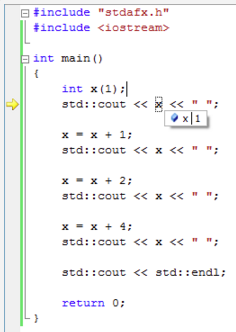 #include "stdafx.h"
#include <iostream>
int main()
{
int x(1);
std::cout << x << " ";
x 1
x = x + 1;
std::cout << x << " ";
x = x + 2;
std::cout << x << " ";
x = x + 4;
std::cout << x << " ";
std::cout << std::endl;
return 0;
}